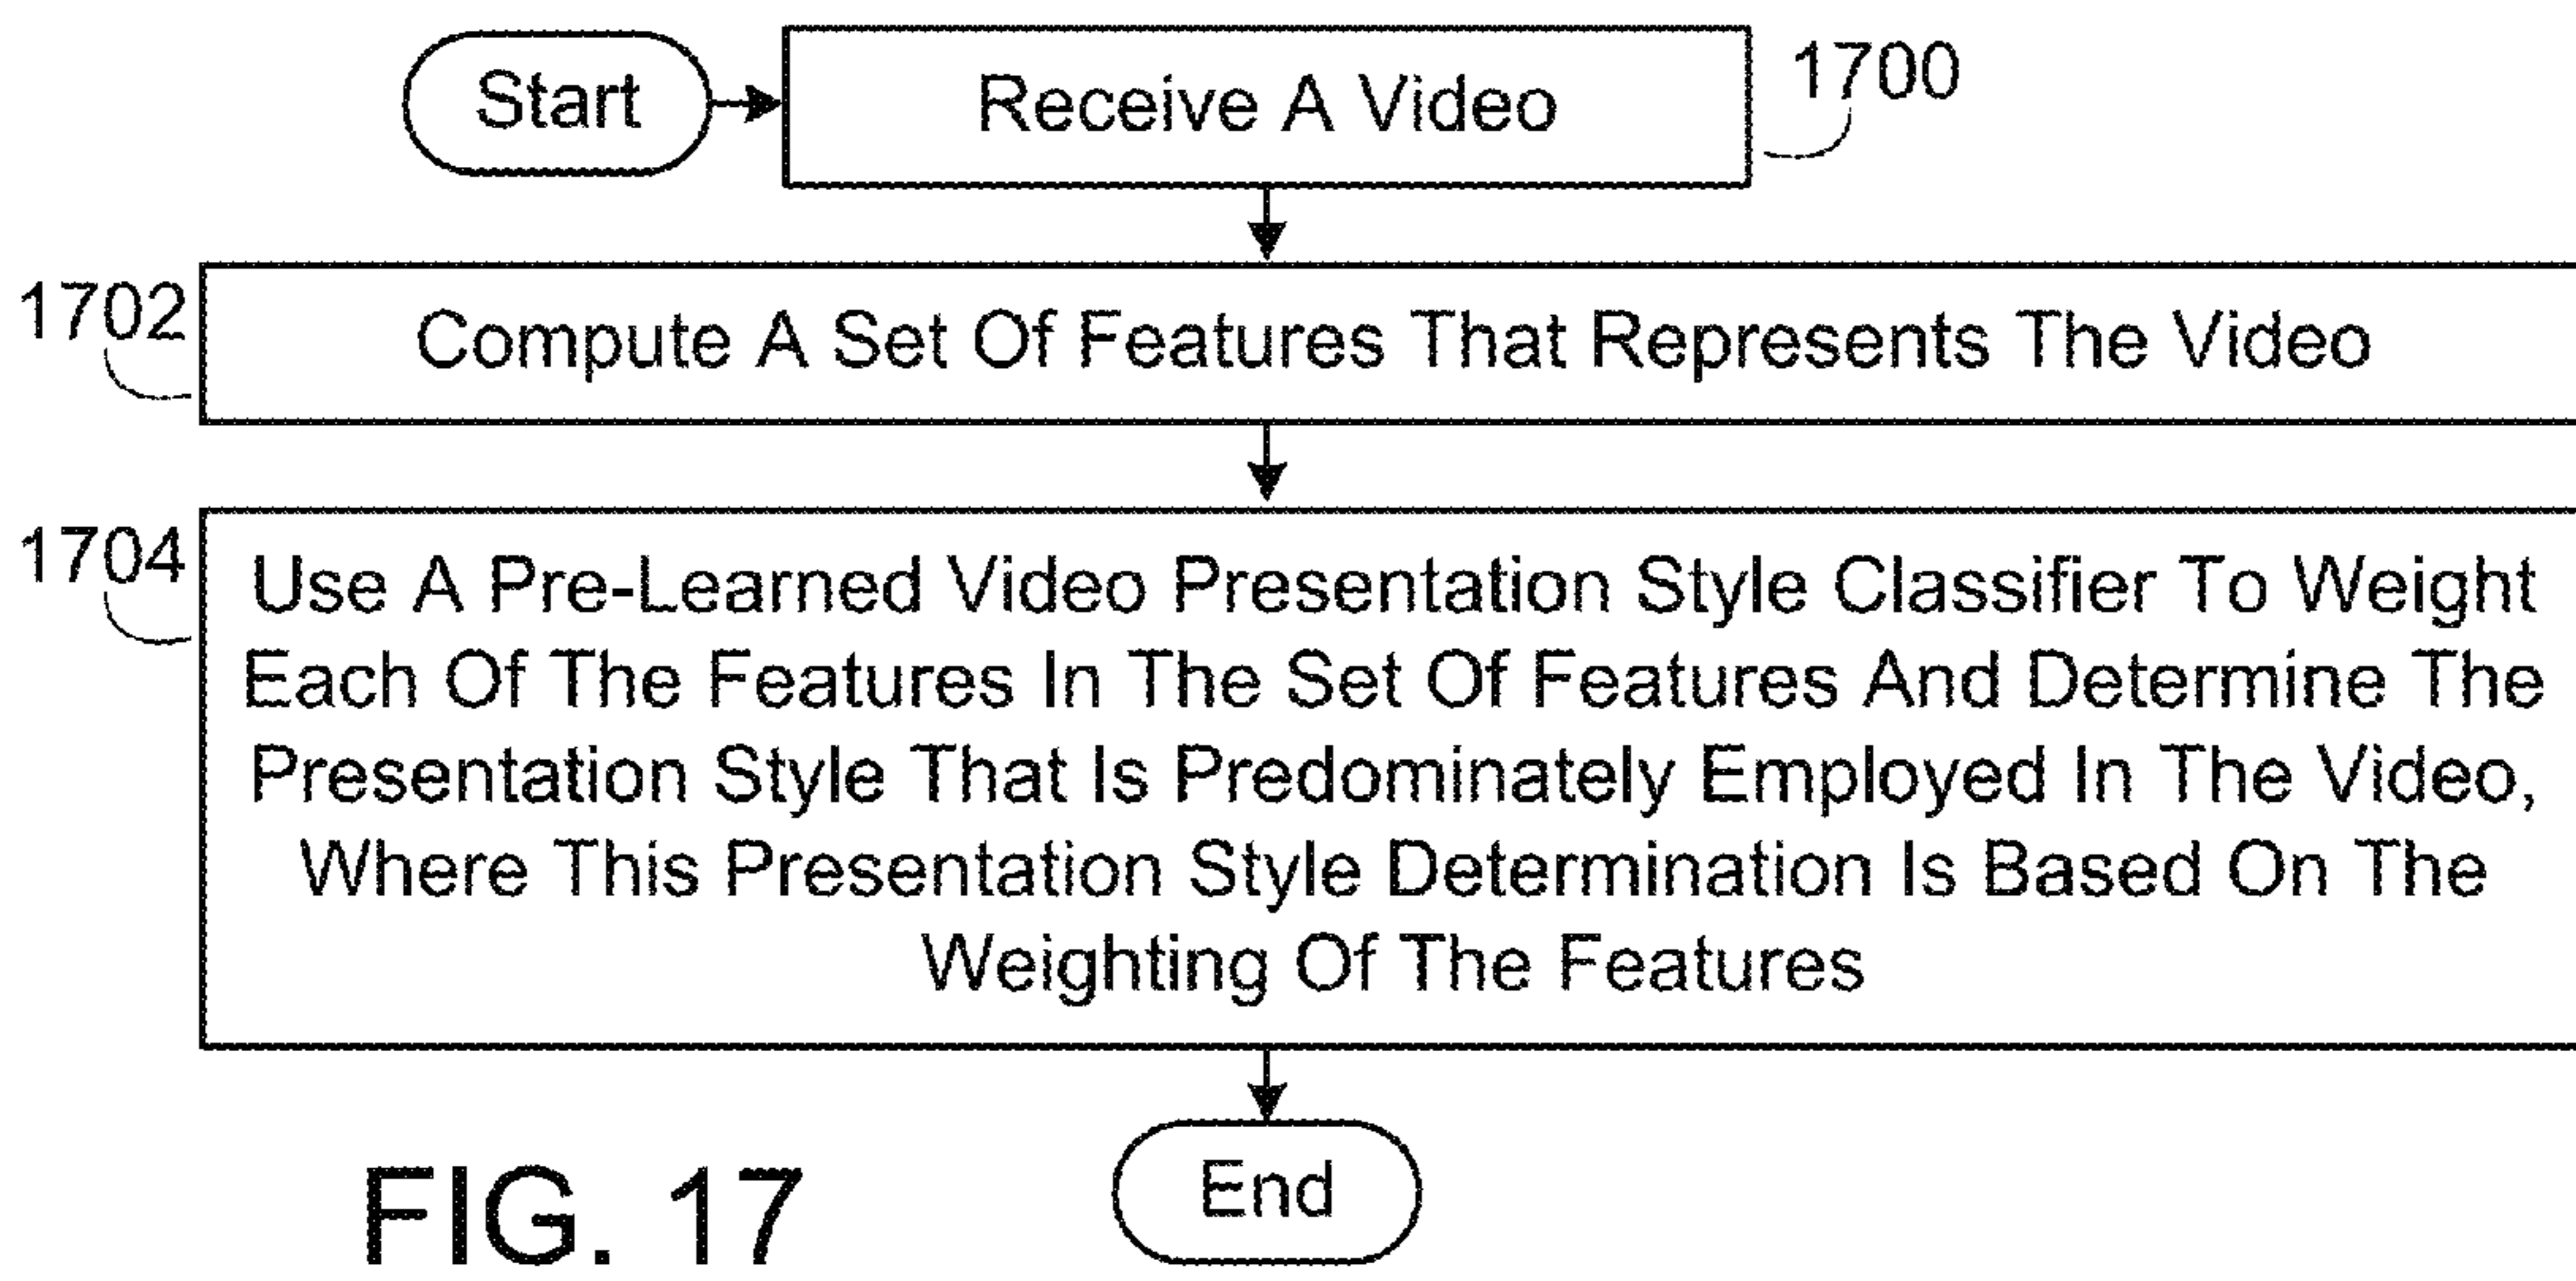 Start
Receive A Video
1700
1702
Compute A Set Of Features That Represents The Video
1704
Use A Pre-Learned Video Presentation Style Classifier To Weight
Each Of The Features In The Set Of Features And Determine The
Presentation Style That Is Predominately Employed In The Video,
Where This Presentation Style Determination Is Based On The
Weighting Of The Features
End
FIG. 17